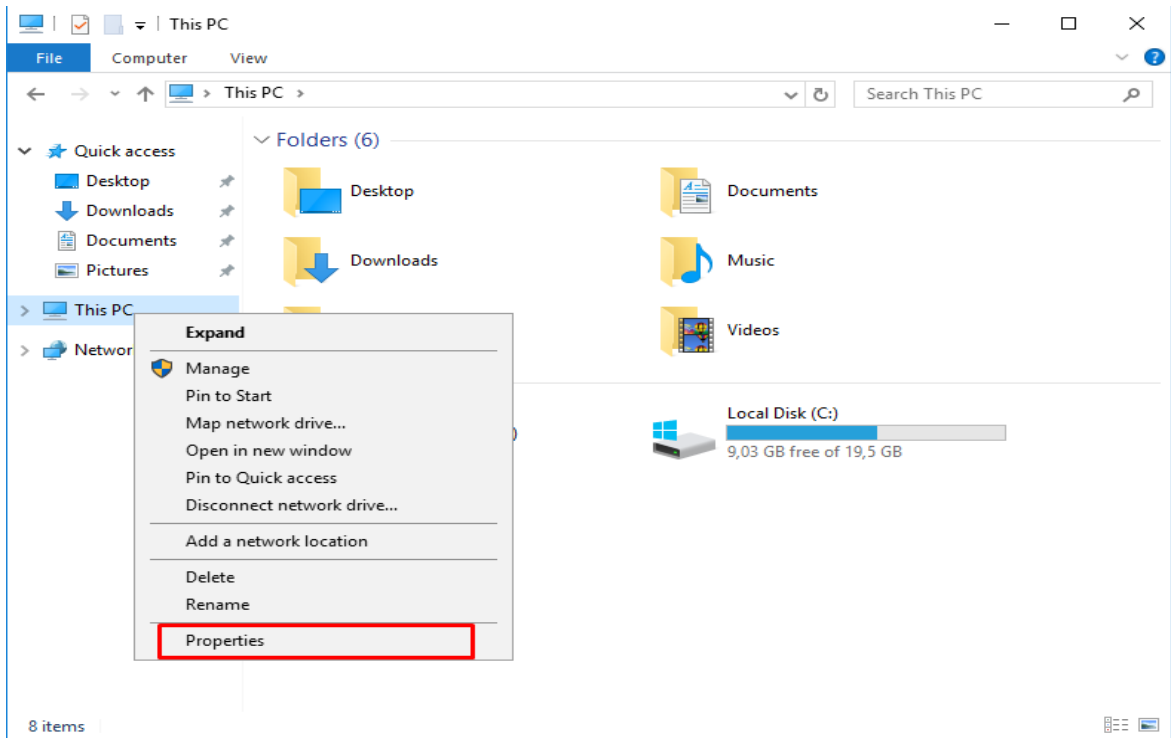 This PC
File Computer View
This PC
Search This PC
Quick access
Desktop
Downloads
Documents
Pictures
This PC
Network
Folders (6)
Desktop
Documents
Downloads
Music
Videos
Local Disk (C:)
9,03 GB free of 19,5 GB
Expand
Manage
Pin to Start
Map network drive...
Open in new window
Pin to Quick access
Disconnect network drive...
Add a network location
Delete
Rename
Properties
8 items